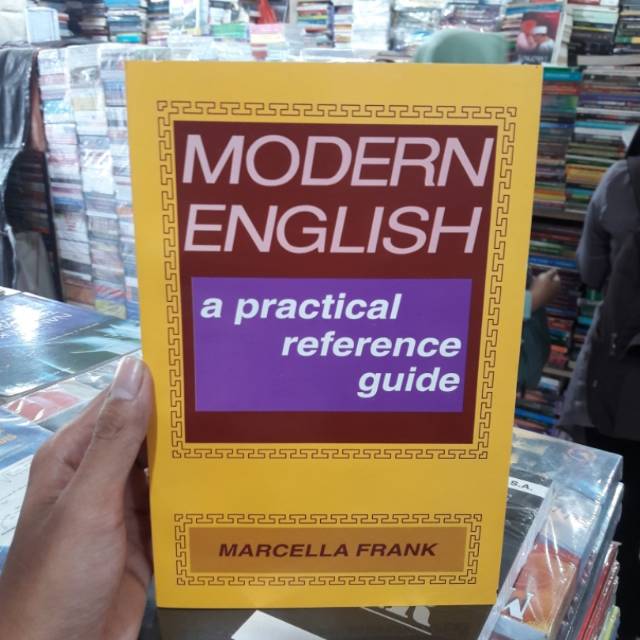 MODERN
ENGLISH
a practical
reference
guide
MARCELLA FRANK
S.A.